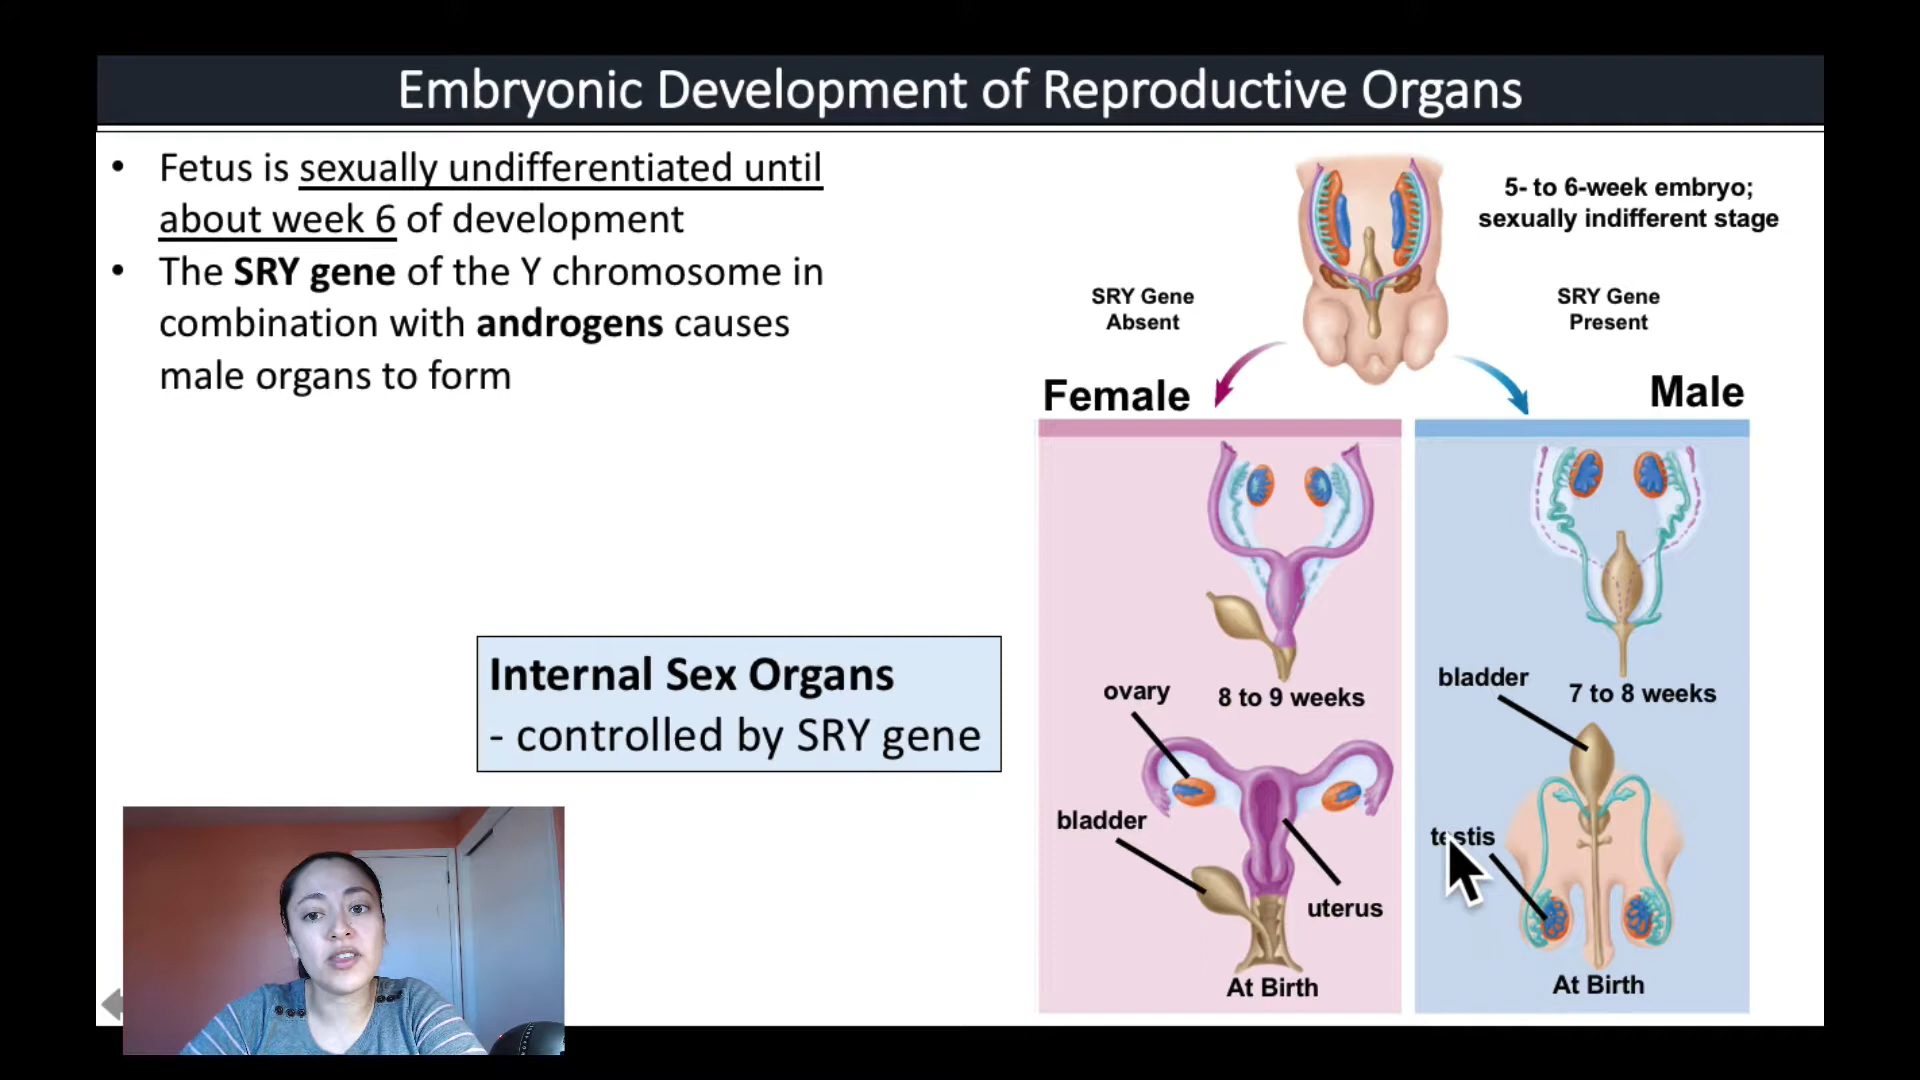 Embryonic Development of Reproductive Organs
• Fetus is sexually undifferentiated until
about week 6 of development
• The SRY gene of the Y chromosome in
combination with androgens causes
male organs to form
Internal Sex Organs
- controlled by SRY gene
5- to 6-week embryo;
sexually indifferent stage
SRY Gene
Absent
SRY Gene
Present
Female
Male
ovary
8 to 9 weeks
bladder
uterus
At Birth
bladder
7 to 8 weeks
testis
At Birth